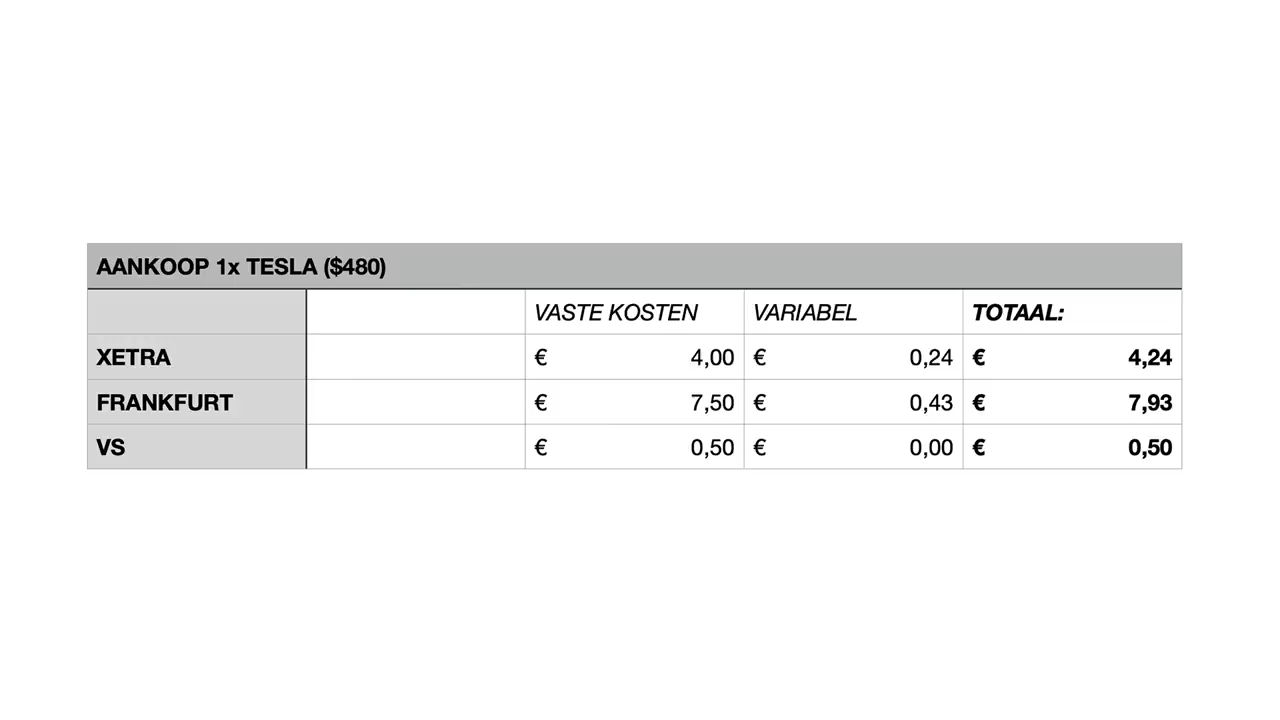 AANKOOP 1x TESLA ($480)
VASTE KOSTEN VARIABEL TOTAAL:
XETRA € 4,00 € 0,24 € 4,24
FRANKFURT € 7,50 € 0,43 € 7,93
VS € 0,50 € 0,00 € 0,50